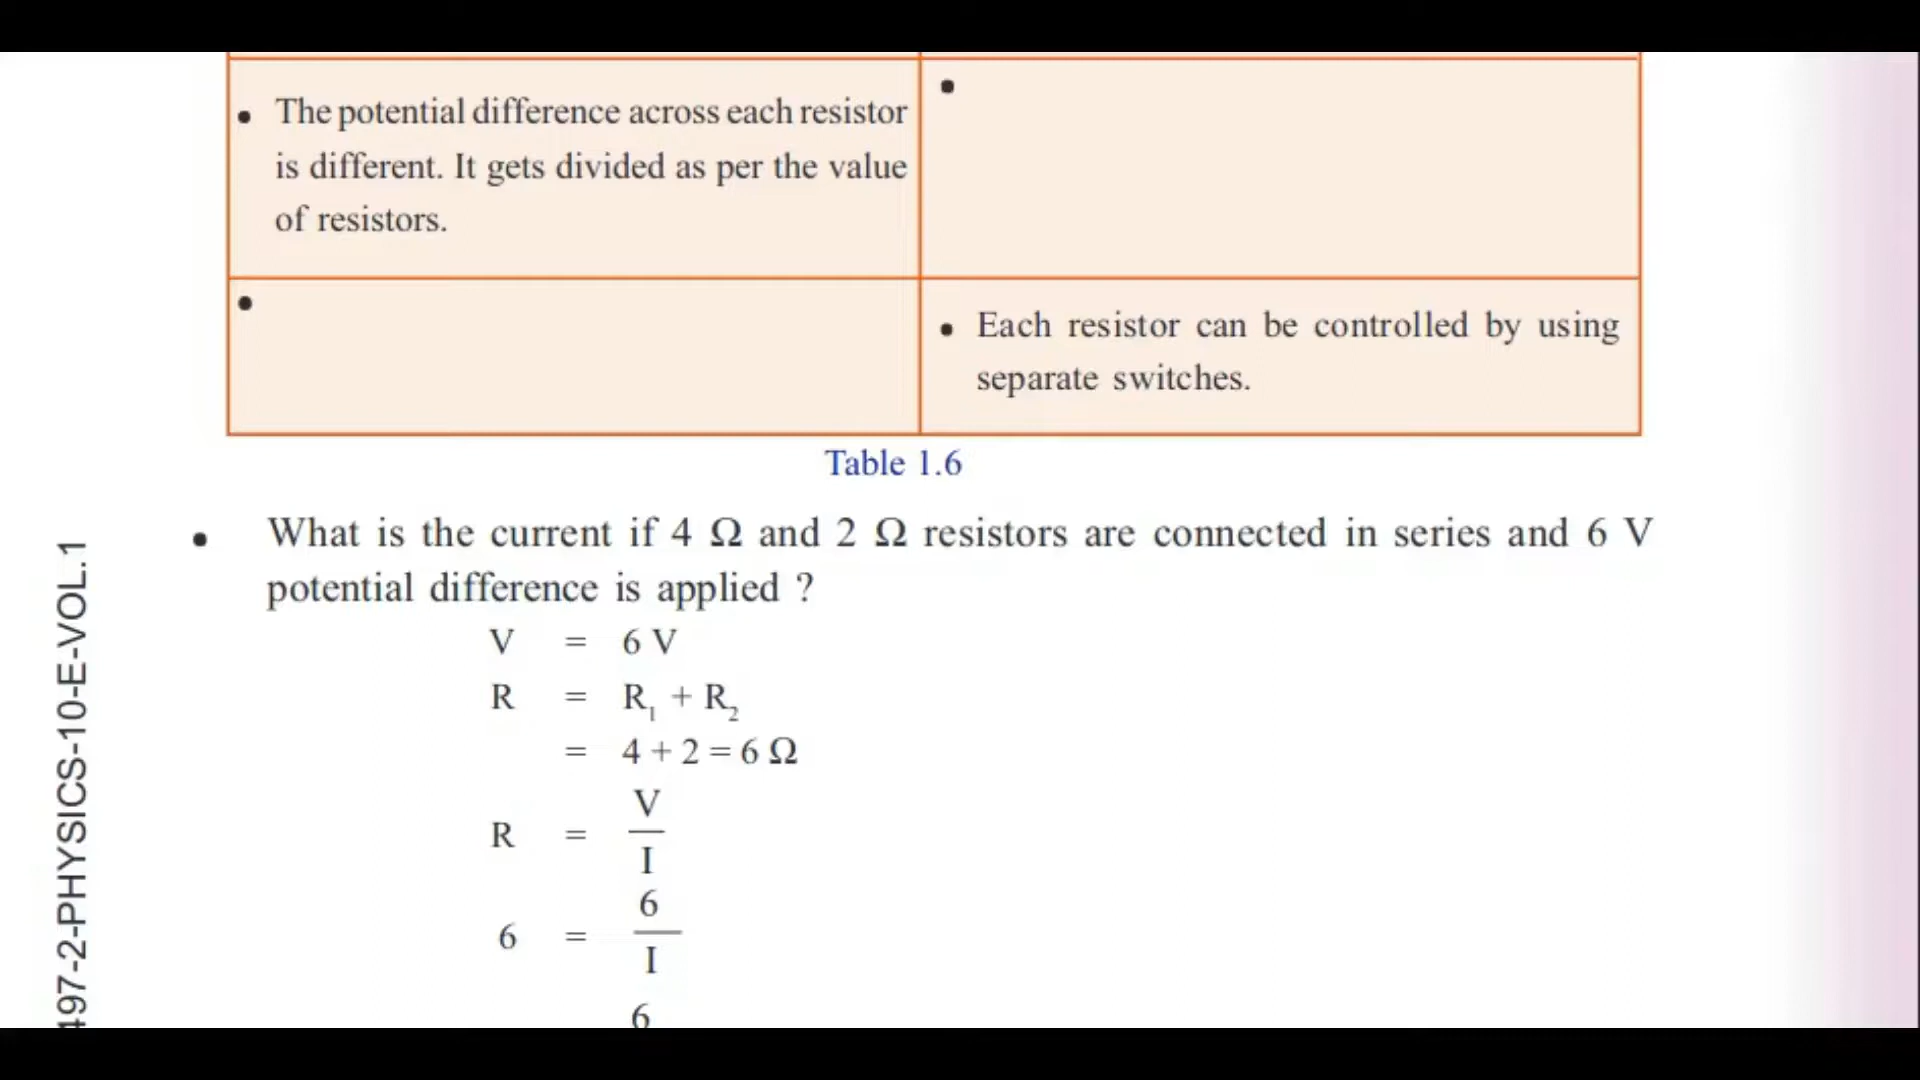 • The potential difference across each resistor
is different. It gets divided as per the value
of resistors.
•
•
• Each resistor can be controlled by using
separate switches.
Table 1.6
• What is the current if 4 Ω and 2 Ω resistors are connected in series and 6 V
potential difference is applied ?
V = 6 V
R = R₁ + R₂
= 4 + 2 = 6 Ω
R = V/I
6 = 6/I
6
497-2-PHYSICS-10-E-VOL.1